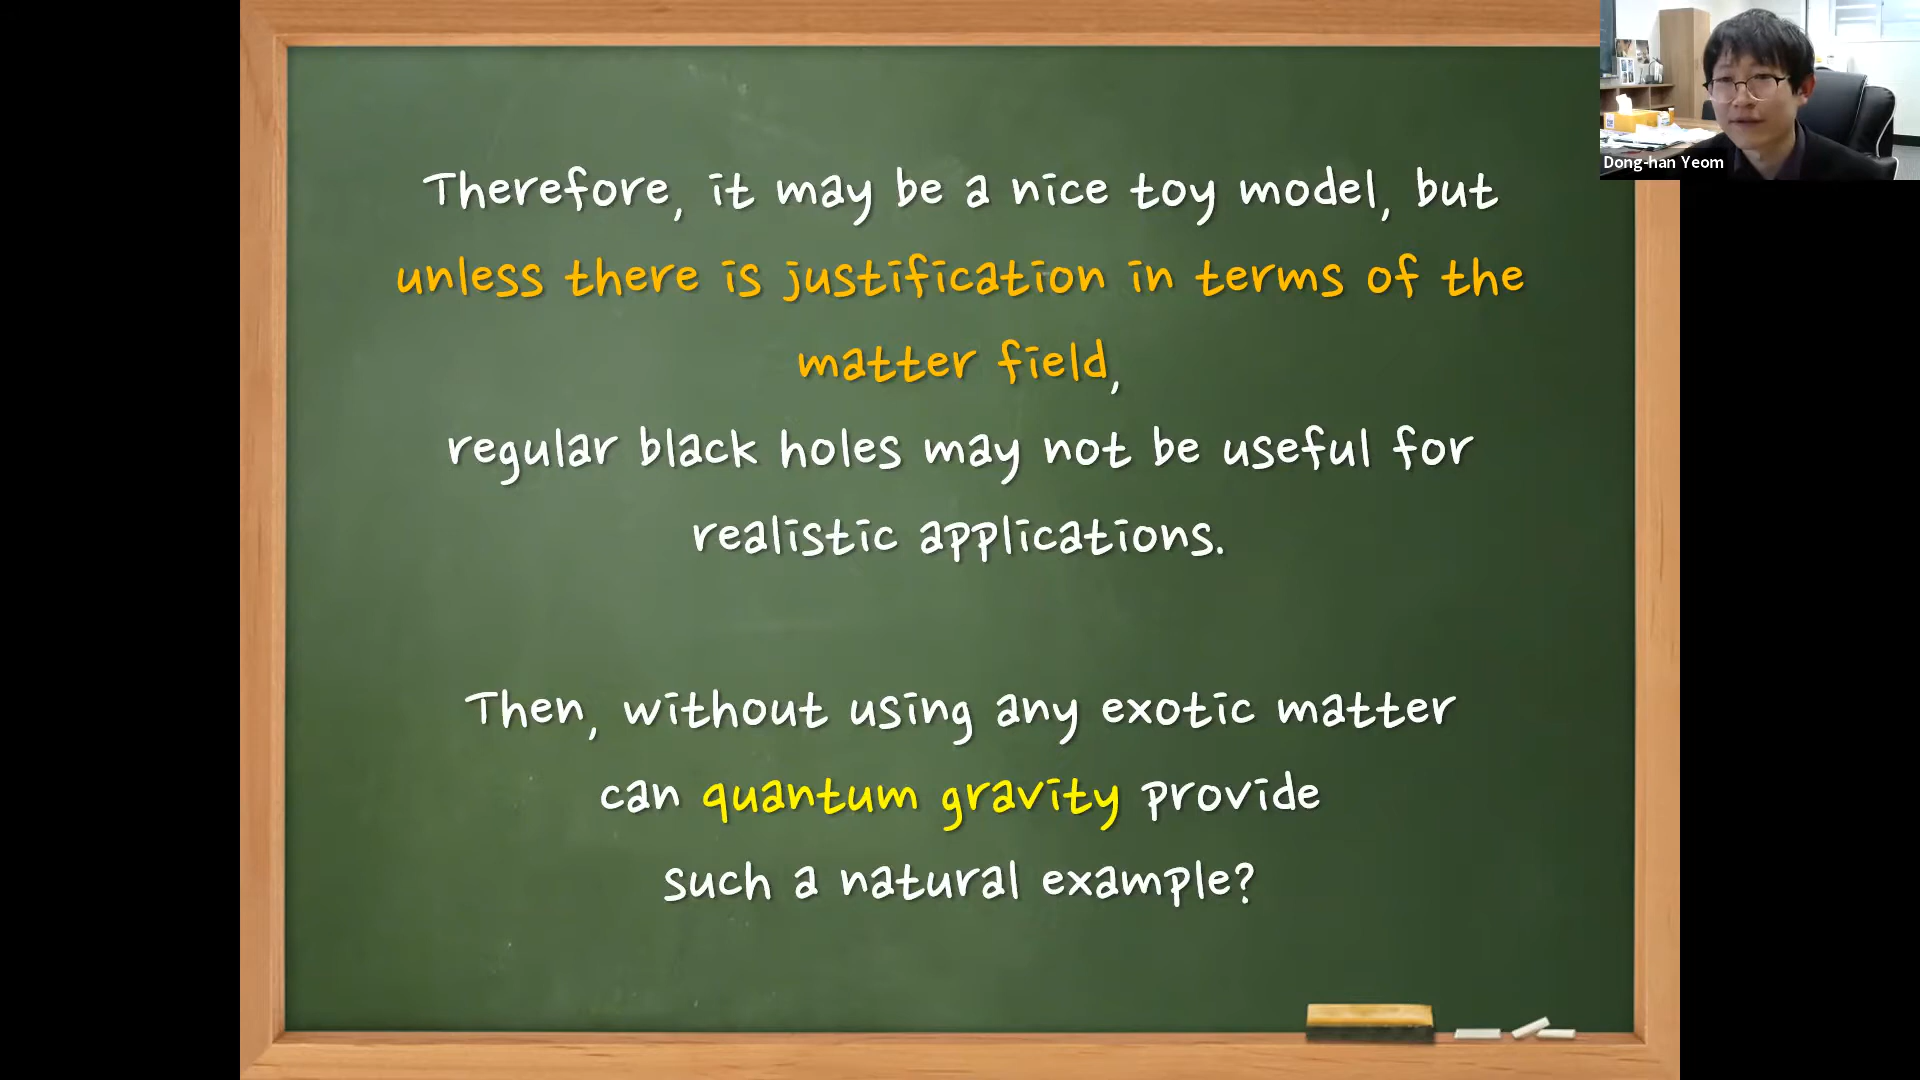 Therefore, it may be a nice toy model, but
unless there is justification in terms of the
matter field,
regular black holes may not be useful for
realistic applications.
Then, without using any exotic matter
can quantum gravity provide
such a natural example?
Dong-han Yeom